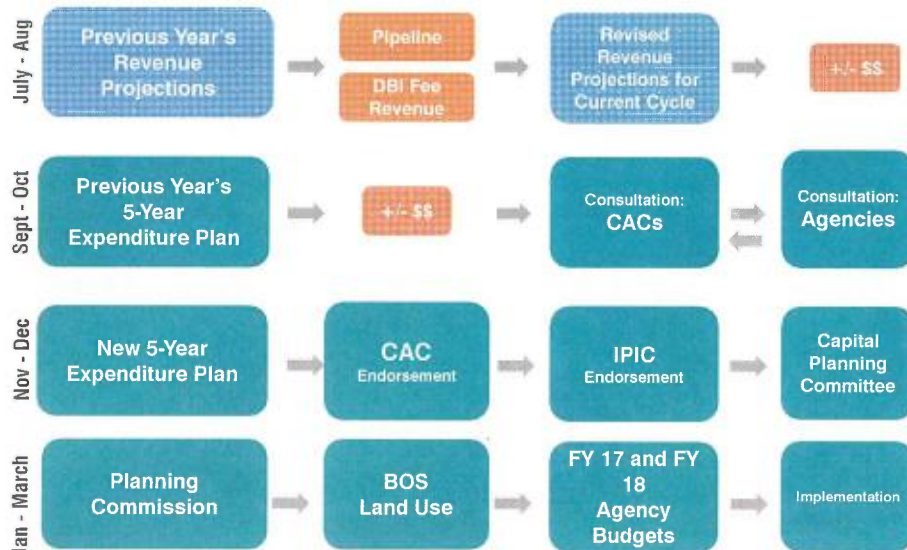 July - Aug
Previous Year's
Revenue
Projections
Pipeline
DBI Fee
Revenue
Revised
Revenue
Projections for
Current Cycle
+/- $$
Sept - Oct
Previous Year's
5-Year
Expenditure Plan
+/- $$
Consultation:
CACs
Consultation:
Agencies
Nov - Dec
New 5-Year
Expenditure Plan
CAC
Endorsement
IPIC
Endorsement
Capital
Planning
Committee
Jan - March
Planning
Commission
BOS
Land Use
FY 17 and FY
18
Agency
Budgets
Implementation